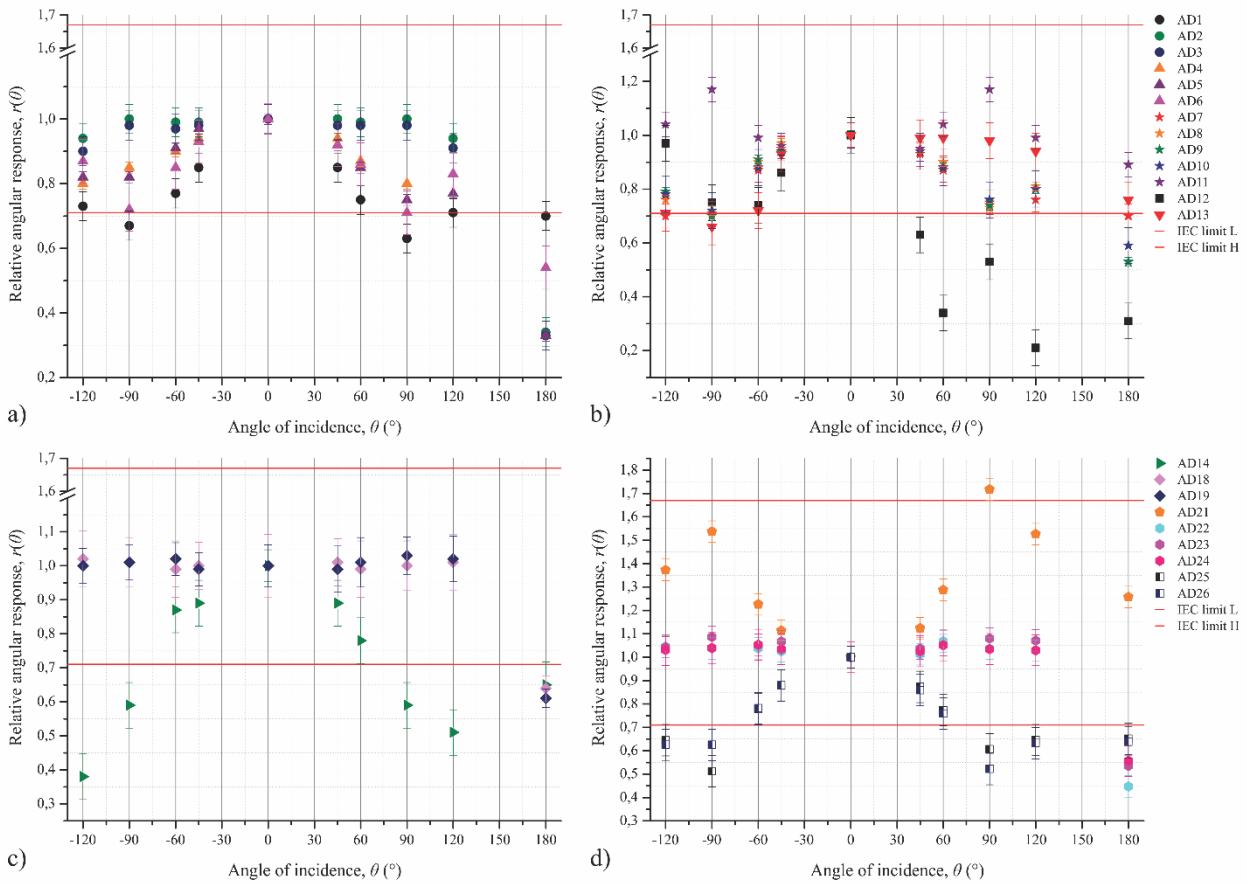 a)
1,7
1,6
1,2
1,0
0,8
0,6
0,4
0,2
Relative angular response, r(θ)
-120 -90 -60 -30 0 30 60 90 120 150 180
Angle of incidence, θ (°)
b)
1,7
1,6
1,2
1,0
0,8
0,6
0,4
0,2
Relative angular response, r(θ)
-120 -90 -60 -30 0 30 60 90 120 150 180
Angle of incidence, θ (°)
AD1
AD2
AD3
AD4
AD5
AD6
AD7
AD8
AD9
AD10
AD11
AD12
AD13
IEC limit L
IEC limit H
c)
1,7
1,6
1,1
1,0
0,9
0,8
0,7
0,6
0,5
0,4
0,3
Relative angular response, r(θ)
-120 -90 -60 -30 0 30 60 90 120 150 180
Angle of incidence, θ (°)
d)
1,8
1,7
1,6
1,5
1,4
1,3
1,2
1,1
1,0
0,9
0,8
0,7
0,6
0,5
0,4
0,3
Relative angular response, r(θ)
-120 -90 -60 -30 0 30 60 90 120 150 180
Angle of incidence, θ (°)
AD14
AD18
AD19
AD21
AD22
AD23
AD24
AD25
AD26
IEC limit L
IEC limit H